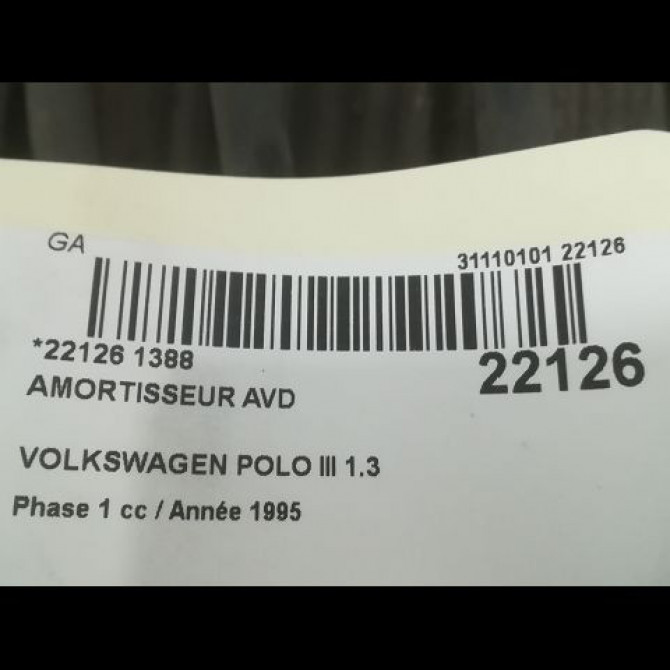 GA
31110101 22126
*22126 1388
22126
AMORTISSEUR AVD
VOLKSWAGEN POLO III 1.3
Phase 1 cc / Année 1995